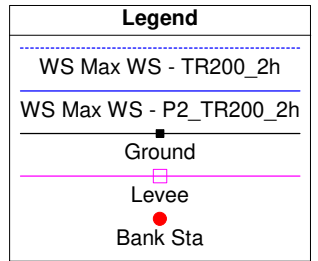 Legend
WS Max WS - TR200_2h
WS Max WS - P2_TR200_2h
Ground
Levee
Bank Sta